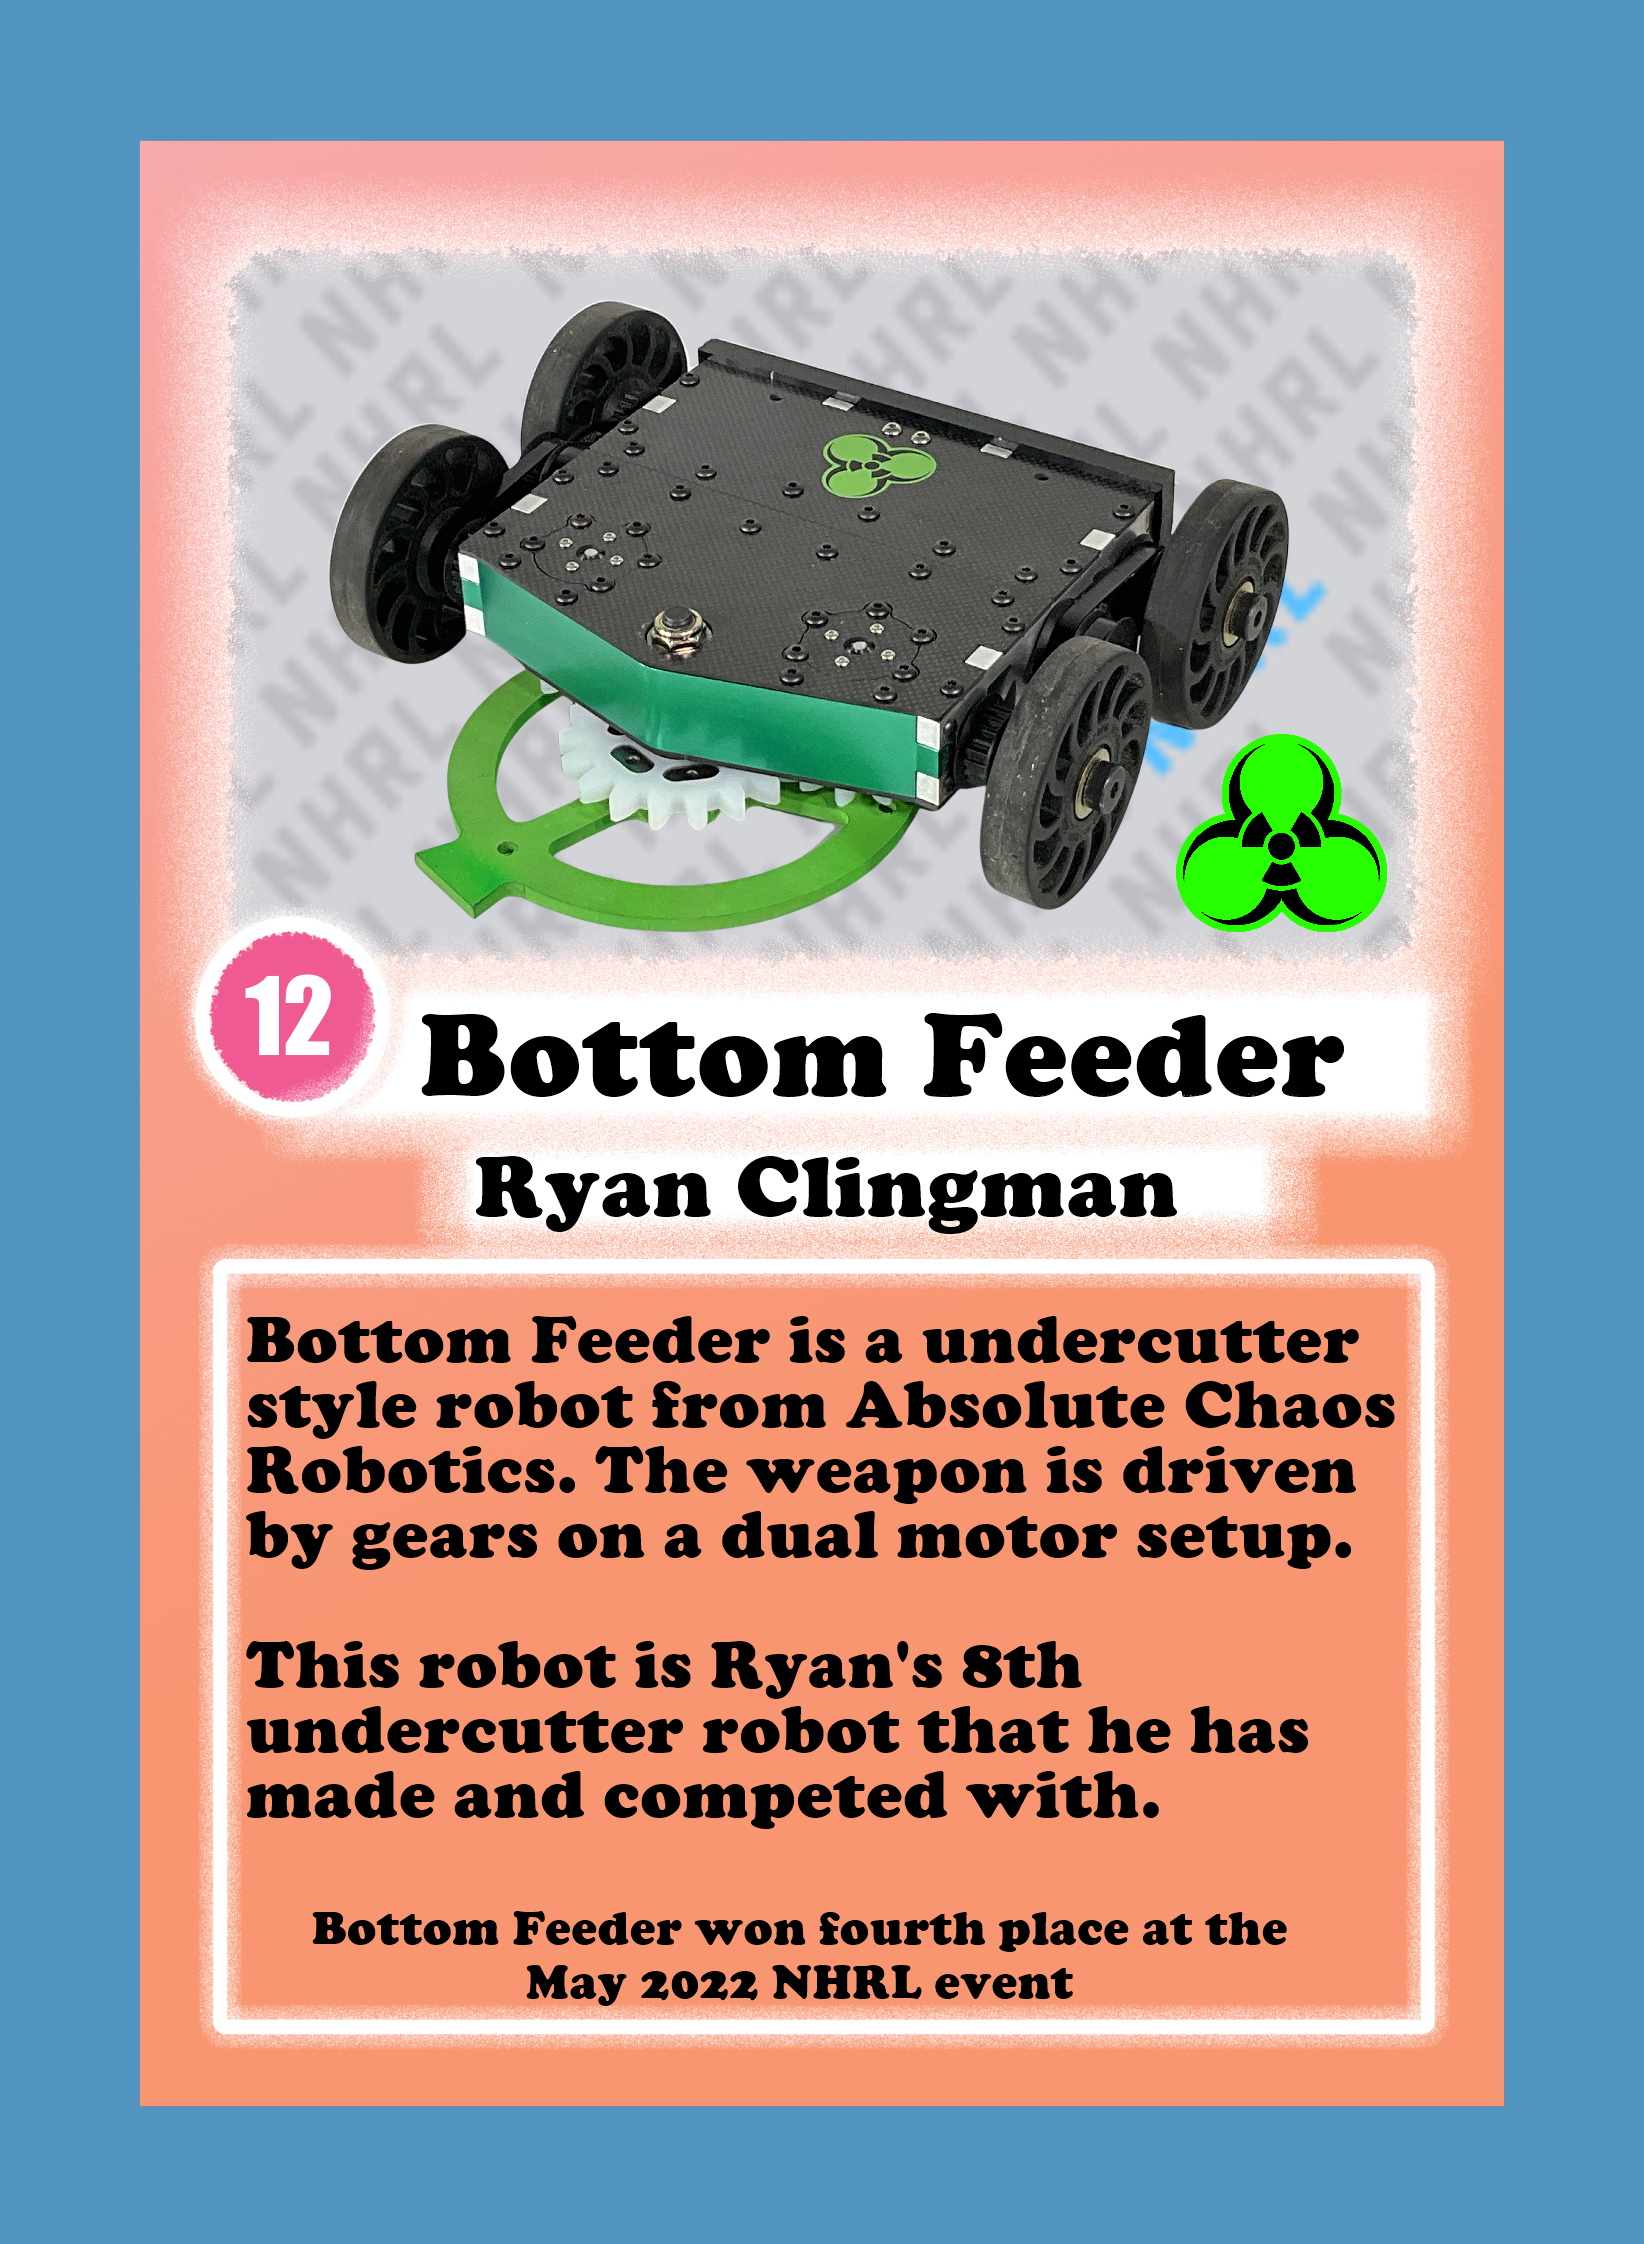 NHRL
12
Bottom Feeder
Ryan Clingman
Bottom Feeder is a undercutter
style robot from Absolute Chaos
Robotics. The weapon is driven
by gears on a dual motor setup.
This robot is Ryan's 8th
undercutter robot that he has
made and competed with.
Bottom Feeder won fourth place at the
May 2022 NHRL event